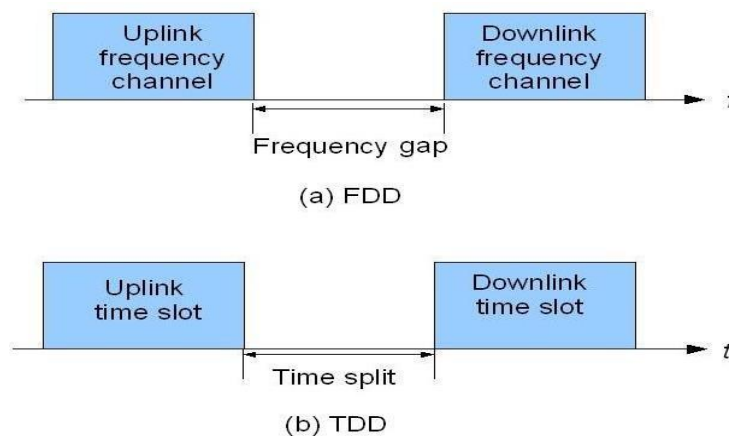 Uplink
frequency
channel
Downlink
frequency
channel
Frequency gap
(a) FDD
Uplink
time slot
Downlink
time slot
t
Time split
(b) TDD